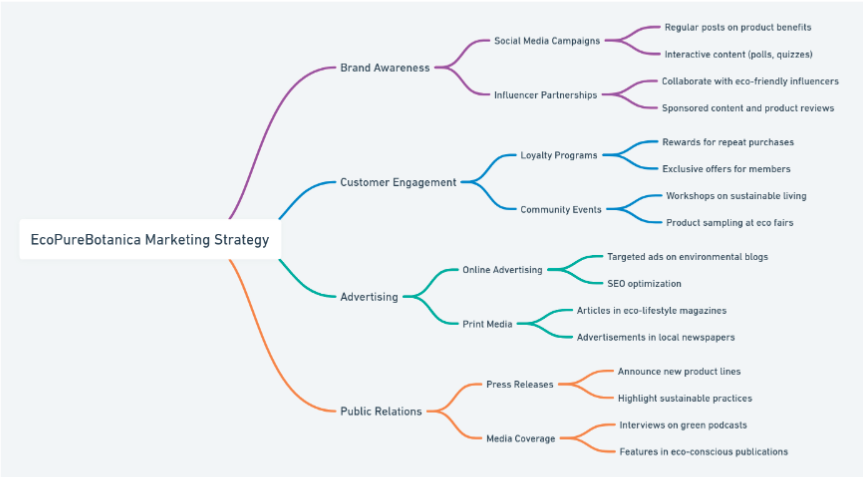 EcoPureBotanica Marketing Strategy
Brand Awareness
Social Media Campaigns
Regular posts on product benefits
Interactive content (polls, quizzes)
Influencer Partnerships
Collaborate with eco-friendly influencers
Sponsored content and product reviews
Customer Engagement
Loyalty Programs
Rewards for repeat purchases
Exclusive offers for members
Community Events
Workshops on sustainable living
Product sampling at eco fairs
Advertising
Online Advertising
Targeted ads on environmental blogs
SEO optimization
Print Media
Articles in eco-lifestyle magazines
Advertisements in local newspapers
Public Relations
Press Releases
Announce new product lines
Highlight sustainable practices
Media Coverage
Interviews on green podcasts
Features in eco-conscious publications